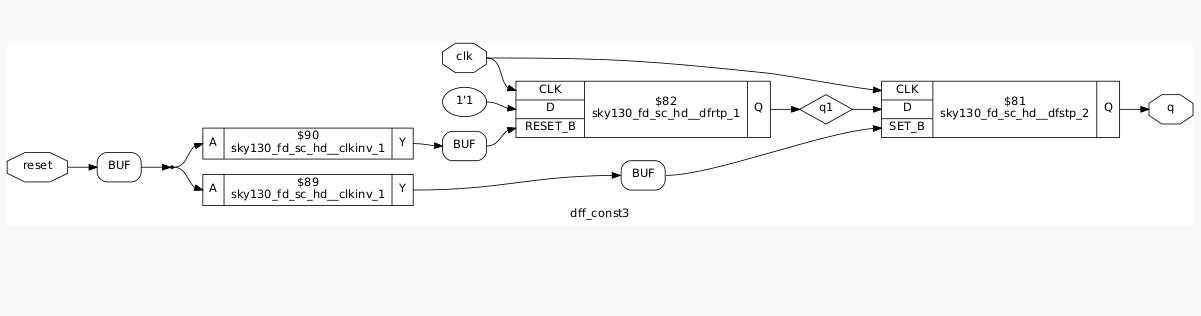 clk
CLK
D
RESET_B
$82
sky130_fd_sc_hd__dfrtp_1
Q
1'1
q1
CLK
D
SET_B
$81
sky130_fd_sc_hd__dfstp_2
Q
q
reset
BUF
A
$90
sky130_fd_sc_hd__clkinv_1
Y
BUF
A
$89
sky130_fd_sc_hd__clkinv_1
Y
BUF
dff_const3